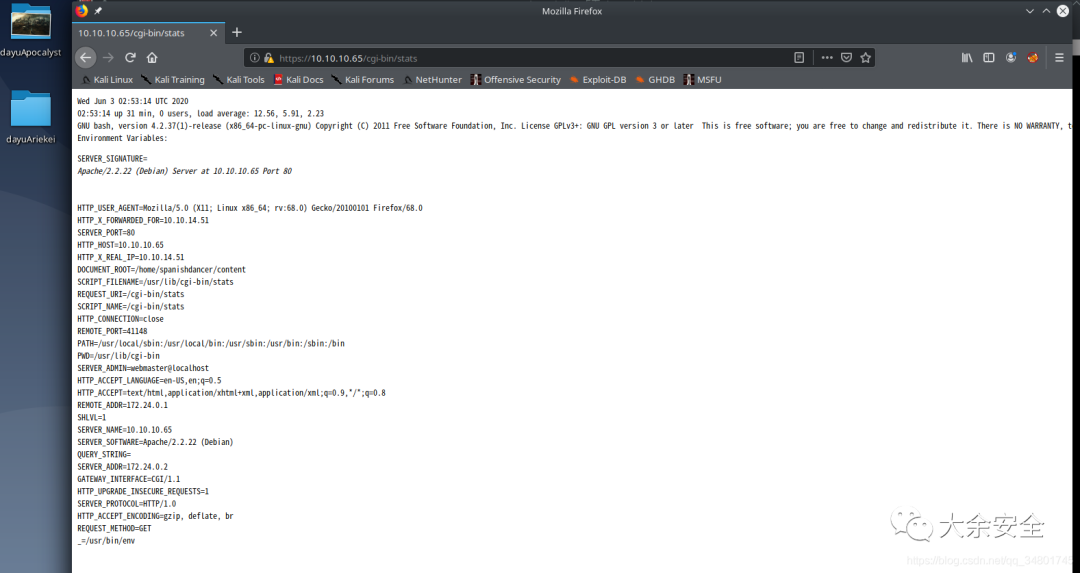 Mozilla Firefox
dayuApocalyst
dayuAriekei
10.10.10.65/cgi-bin/stats
https://10.10.10.65/cgi-bin/stats
Kali Linux Kali Training Kali Tools Kali Docs Kali Forums NetHunter Offensive Security Exploit-DB GHDB MSFU
Wed Jun 3 02:53:14 UTC 2020
02:53:14 up 31 min, 0 users, load average: 12.56, 5.91, 2.23
GNU bash, version 4.2.37(1)-release (x86_64-pc-linux-gnu) Copyright (C) 2011 Free Software Foundation, Inc. License GPLv3+: GNU GPL version 3 or later This is free software; you are free to change and redistribute it. There is NO WARRANTY,
Environment Variables:
SERVER_SIGNATURE=
Apache/2.2.22 (Debian) Server at 10.10.10.65 Port 80
HTTP_USER_AGENT=Mozilla/5.0 (X11; Linux x86_64; rv:68.0) Gecko/20100101 Firefox/68.0
HTTP_X_FORWARDED_FOR=10.10.14.51
SERVER_PORT=80
HTTP_HOST=10.10.10.65
HTTP_X_REAL_IP=10.10.14.51
DOCUMENT_ROOT=/home/spanishdancer/content
SCRIPT_FILENAME=/usr/lib/cgi-bin/stats
REQUEST_URI=/cgi-bin/stats
SCRIPT_NAME=/cgi-bin/stats
HTTP_CONNECTION=close
REMOTE_PORT=41148
PATH=/usr/local/sbin:/usr/local/bin:/usr/sbin:/usr/bin:/sbin:/bin
PWD=/usr/lib/cgi-bin
SERVER_ADMIN=webmaster@localhost
HTTP_ACCEPT_LANGUAGE=en-US,en;q=0.5
HTTP_ACCEPT=text/html,application/xhtml+xml,application/xml;q=0.9,*/*;q=0.8
REMOTE_ADDR=172.24.0.1
SHLVL=1
SERVER_NAME=10.10.10.65
SERVER_SOFTWARE=Apache/2.2.22 (Debian)
QUERY_STRING=
SERVER_ADDR=172.24.0.2
GATEWAY_INTERFACE=CGI/1.1
HTTP_UPGRADE_INSECURE_REQUESTS=1
SERVER_PROTOCOL=HTTP/1.0
HTTP_ACCEPT_ENCODING=gzip, deflate, br
REQUEST_METHOD=GET
_=/usr/bin/env
大余安全